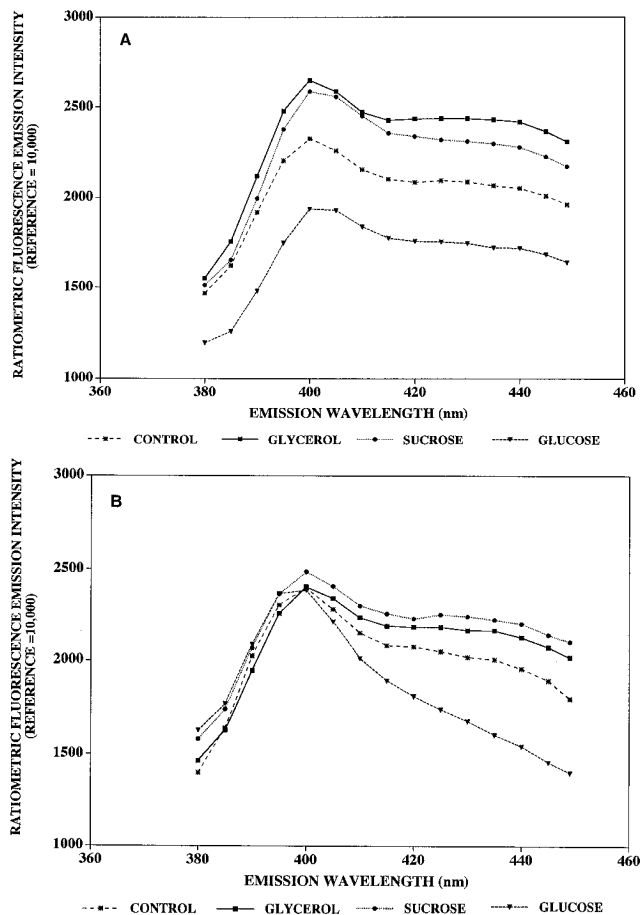 A
RATIOMETRIC FLUORESCENCE EMISSION INTENSITY
(REFERENCE = 10,000)
3000
2500
2000
1500
1000
360 380 400 420 440 460
EMISSION WAVELENGTH (nm)
CONTROL GLYCEROL SUCROSE GLUCOSE
B
RATIOMETRIC FLUORESCENCE EMISSION INTENSITY
(REFERENCE =10,000)
3000
2500
2000
1500
1000
360 380 400 420 440 460
EMISSION WAVELENGTH (nm)
CONTROL GLYCEROL SUCROSE GLUCOSE